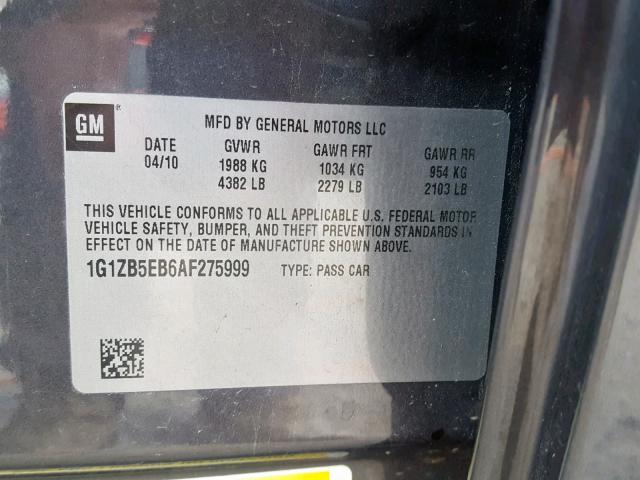 GM
®
MFD BY GENERAL MOTORS LLC
DATE GVWR GAWR FRT GAWR RR
04/10 1988 KG 1034 KG 954 KG
4382 LB 2279 LB 2103 LB
THIS VEHICLE CONFORMS TO ALL APPLICABLE U.S. FEDERAL MOTOR
VEHICLE SAFETY, BUMPER, AND THEFT PREVENTION STANDARDS IN
EFFECT ON THE DATE OF MANUFACTURE SHOWN ABOVE.
1G1ZB5EB6AF275999 TYPE: PASS CAR